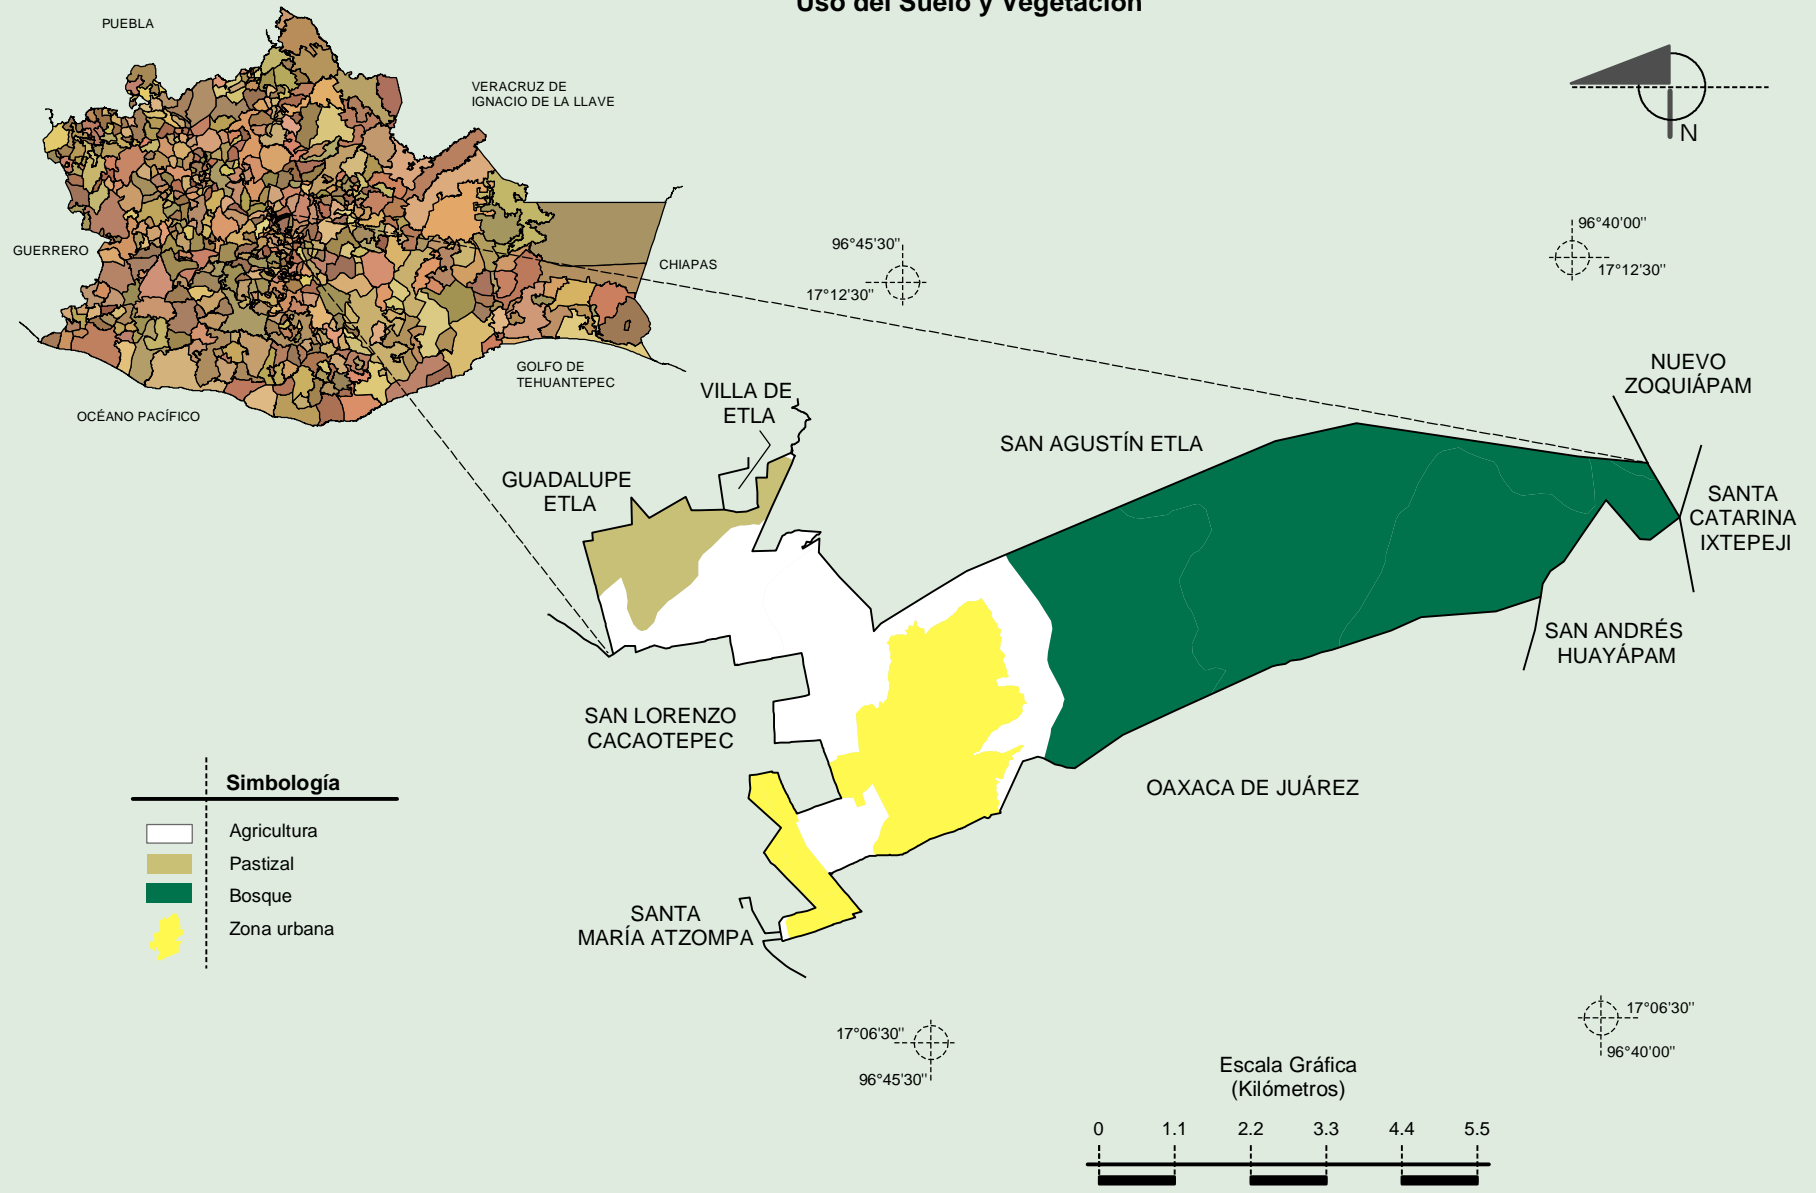 Uso del Suelo y Vegetación
PUEBLA
VERACRUZ DE
IGNACIO DE LA LLAVE
N
GUERRERO
CHIAPAS
GOLFO DE
TEHUANTEPEC
OCÉANO PACÍFICO
96°45'30"
17°12'30"
96°40'00"
17°12'30"
NUEVO
ZOQUIÁPAM
VILLA DE
ETLA
SAN AGUSTÍN ETLA
GUADALUPE
ETLA
SANTA
CATARINA
IXTEPEJI
SAN ANDRÉS
HUAYÁPAM
SAN LORENZO
CACAOTEPEC
OAXACA DE JUÁREZ
Simbología
Agricultura
Pastizal
Bosque
Zona urbana
SANTA
MARÍA ATZOMPA
17°06'30"
96°45'30"
17°06'30"
96°40'00"
Escala Gráfica
(Kilómetros)
0 1.1 2.2 3.3 4.4 5.5